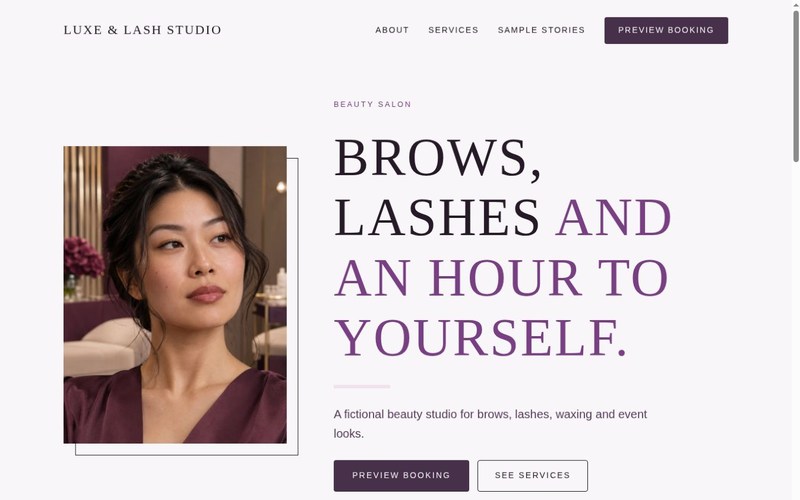 LUXE & LASH STUDIO
ABOUT SERVICES SAMPLE STORIES PREVIEW BOOKING
BEAUTY SALON
BROWS,
LASHES AND
AN HOUR TO
YOURSELF.
A fictional beauty studio for brows, lashes, waxing and event
looks.
PREVIEW BOOKING SEE SERVICES